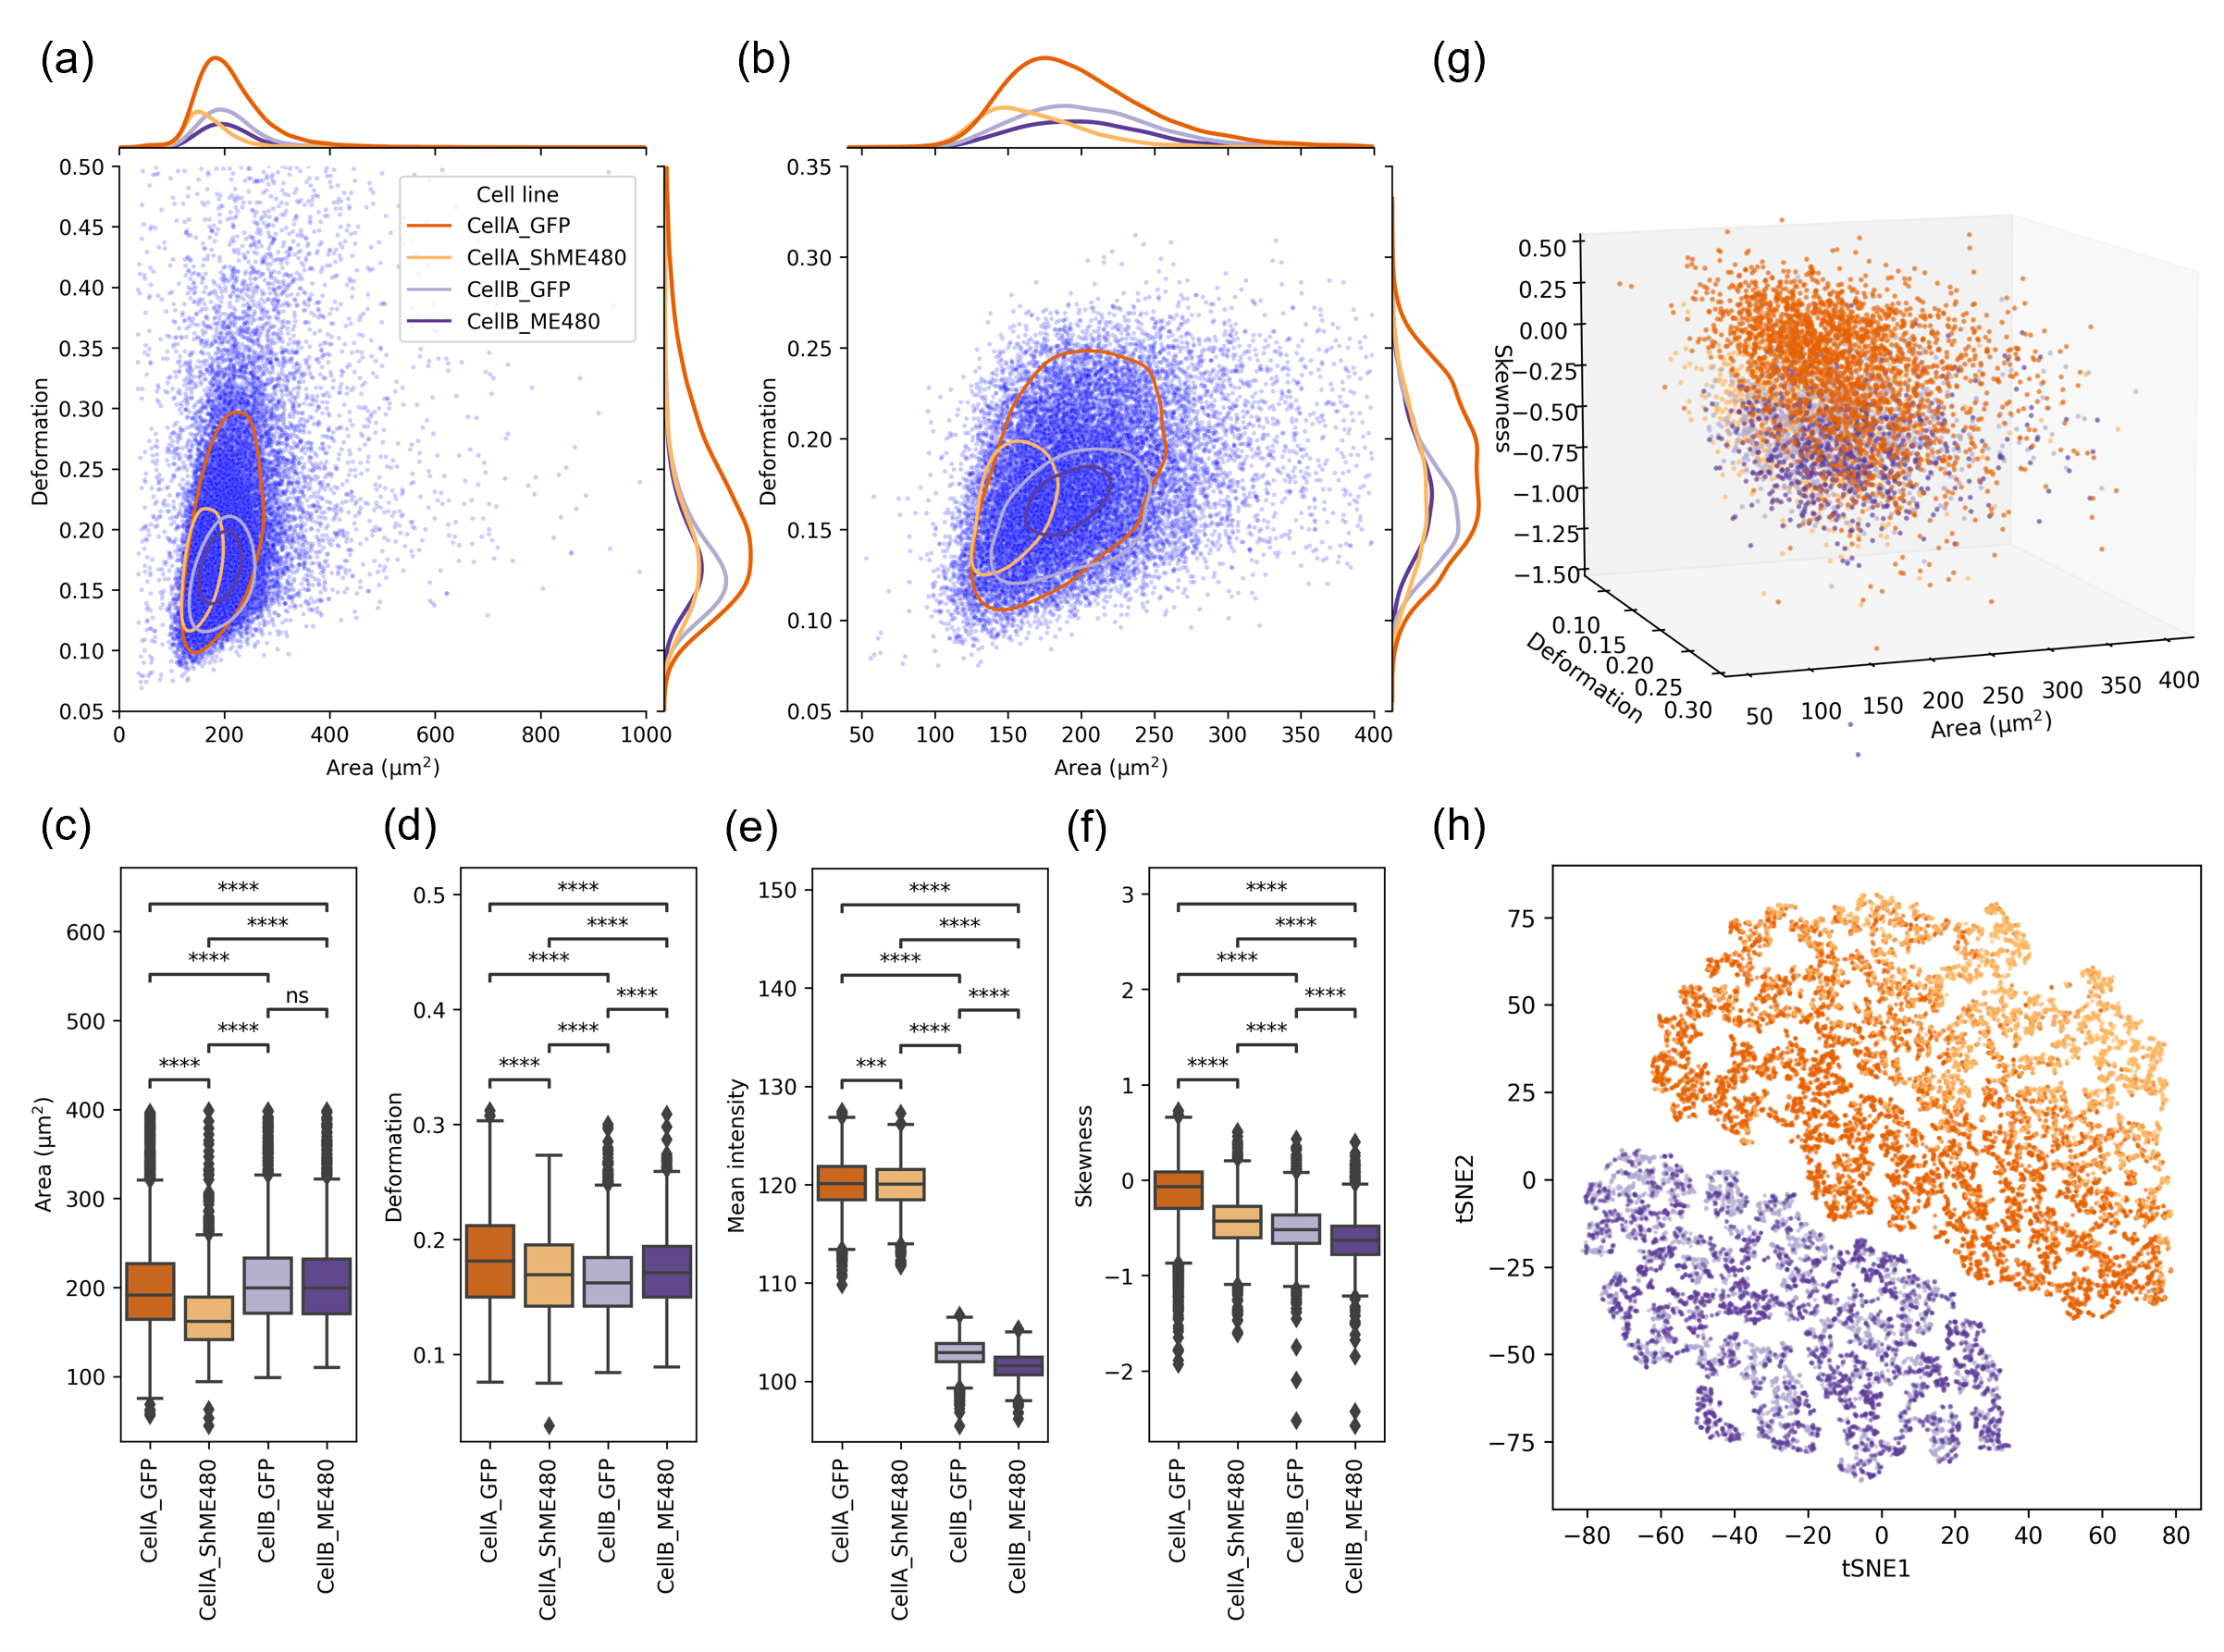 (a)
0.50
0.45
0.40
0.35
0.30
0.25
0.20
0.15
0.10
0.05
Deformation
0
200
400
600
800
1000
Area (µm²)
Cell line
CellA_GFP
CellA_ShME480
CellB_GFP
CellB_ME480
(b)
0.35
0.30
0.25
0.20
0.15
0.10
0.05
Deformation
50
100
150
200
250
300
350
400
Area (µm²)
(g)
0.50
0.25
0.00
−0.25
−0.50
−0.75
−1.00
−1.25
−1.50
Skewness
0.10
0.15
0.20
0.25
0.30
Deformation
50
100
150
200
250
300
350
400
Area (µm²)
(c)
600
500
400
300
200
100
Area (µm²)
****
****
****
ns
****
****
CellA_GFP
CellA_ShME480
CellB_GFP
CellB_ME480
(d)
0.5
0.4
0.3
0.2
0.1
Deformation
****
****
****
****
****
****
CellA_GFP
CellA_ShME480
CellB_GFP
CellB_ME480
(e)
150
140
130
120
110
100
Mean intensity
****
****
****
****
****
***
CellA_GFP
CellA_ShME480
CellB_GFP
CellB_ME480
(f)
3
2
1
0
−1
−2
Skewness
****
****
****
****
****
****
CellA_GFP
CellA_ShME480
CellB_GFP
CellB_ME480
(h)
75
50
25
0
−25
−50
−75
tSNE2
−80
−60
−40
−20
0
20
40
60
80
tSNE1